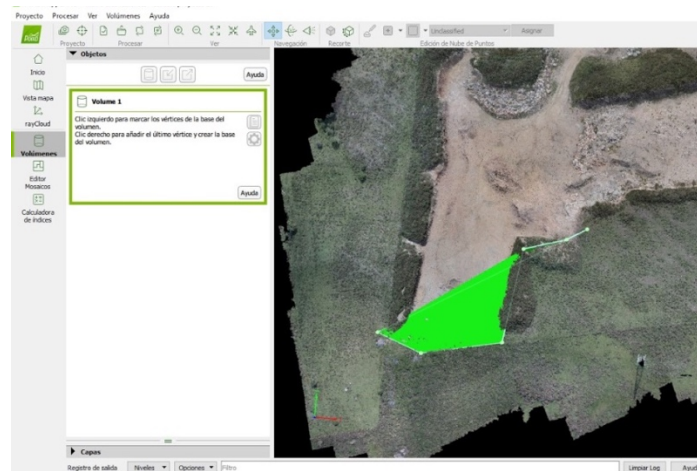 Proyecto Procesar Ver Volúmenes Ayuda
Unclassified Asignar
Proyecto Procesar Ver Navegación Recorte Edición de Nube de Puntos
Inicio
Vista mapa
rayCloud
Volúmenes
Editor
Mosaicos
Calculadora
de índices
Objetos
Ayuda
Volume 1
Clic izquierdo para marcar los vértices de la base del
volumen.
Clic derecho para añadir el último vértice y crear la base
del volumen.
Ayuda
Capas
Registro de salida Niveles Opciones Filtro Limpiar Log Ayud